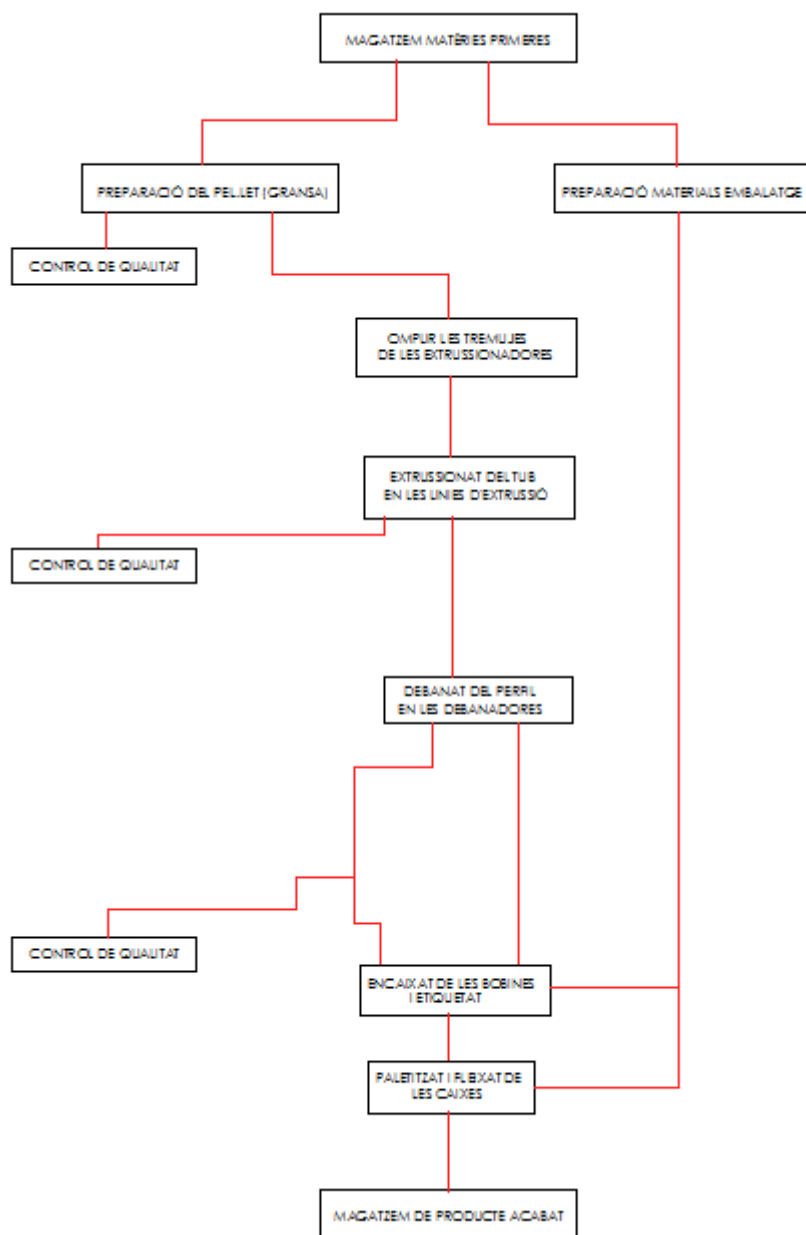 MAGATZEM MATÈRIES PRIMERES
PREPARACIÓ DEL PEL.LET (GRANSA)
PREPARACIÓ MATERIALS EMBALATGE
CONTROL DE QUALITAT
OMPLIR LES TREMUJES
DE LES EXTRUSSIONADORES
EXTRUSSIONAT DEL TUB
EN LES LINIES D'EXTRUSSIÓ
CONTROL DE QUALITAT
DEBANAT DEL PERFIL
EN LES DEBANADORES
CONTROL DE QUALITAT
ENCAIXAT DE LES BOBINES
I ETIQUETAT
PALETITZAT I FLEIXAT DE
LES CAIXES
MAGATZEM DE PRODUCTE ACABAT